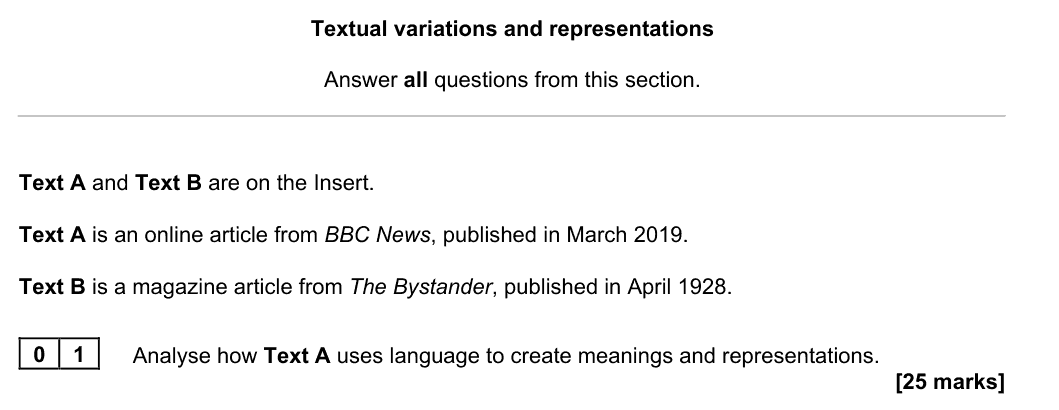 Textual variations and representations
Answer all questions from this section.
Text A and Text B are on the Insert.
Text A is an online article from BBC News, published in March 2019.
Text B is a magazine article from The Bystander, published in April 1928.
0 1 Analyse how Text A uses language to create meanings and representations.
[25 marks]